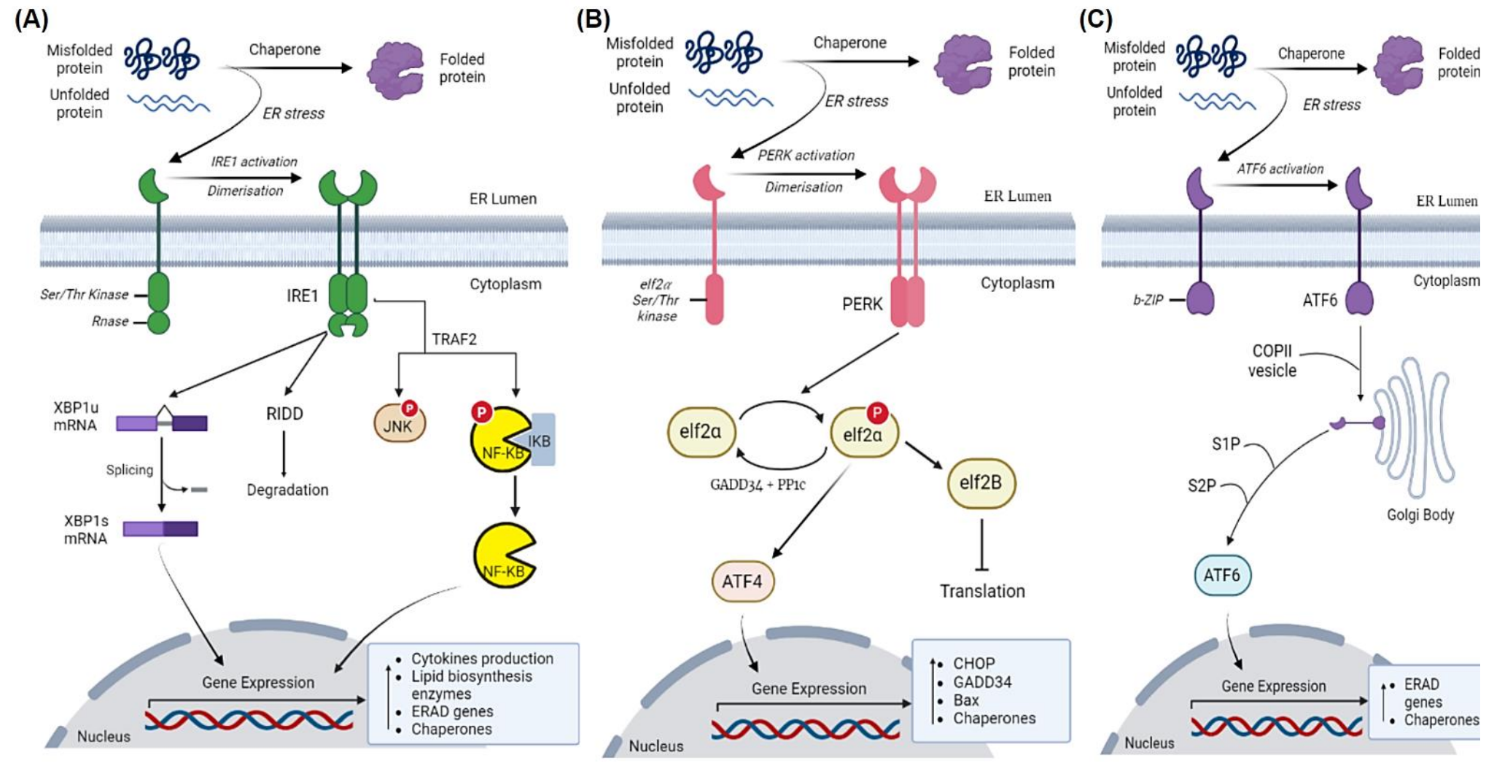 (A)
Misfolded
protein
Unfolded
protein
Chaperone
Folded
protein
ER stress
IRE1 activation
Dimerisation
ER Lumen
Cytoplasm
Ser/Thr Kinase
Rnase
IRE1
TRAF2
XBP1u
mRNA
RIDD
P
JNK
P
NF-KB
IKB
Splicing
Degradation
XBP1s
mRNA
NF-KB
Gene Expression
Nucleus
• Cytokines production
• Lipid biosynthesis
enzymes
• ERAD genes
• Chaperones
(B)
Misfolded
protein
Unfolded
protein
Chaperone
Folded
protein
ER stress
PERK activation
Dimerisation
ER Lumen
Cytoplasm
elf2α
Ser/Thr
kinase
PERK
elf2α
P
elf2α
GADD34 + PP1c
elf2B
ATF4
Translation
Gene Expression
Nucleus
• CHOP
• GADD34
• Bax
• Chaperones
(C)
Misfolded
protein
Unfolded
protein
Chaperone
Folded
protein
ER stress
ATF6 activation
ER Lumen
Cytoplasm
b-ZIP
ATF6
COPII
vesicle
S1P
S2P
Golgi Body
ATF6
Gene Expression
Nucleus
• ERAD
genes
• Chaperones